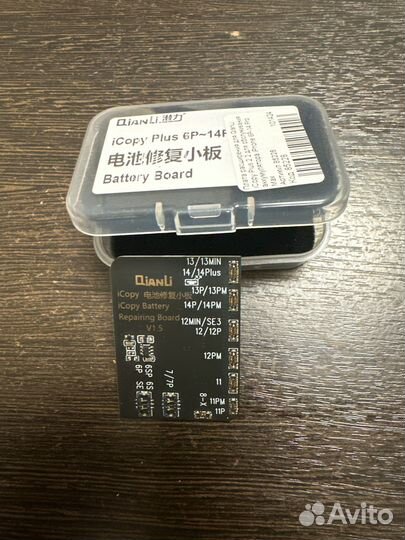 QIANLI 潜力
iCopy Plus 6P~14P
电池修复小板
Battery Board
QIANLI
iCopy 电池修复小板
iCopy Battery
Repairing Board
V1.5
13/13MIN
14/14Plus
13P/13PM
14P/14PM
12MIN/SE3
12/12P
12PM
11
11PM
11P
8-X
7/7P
6SP 6S
6P SE
Avito